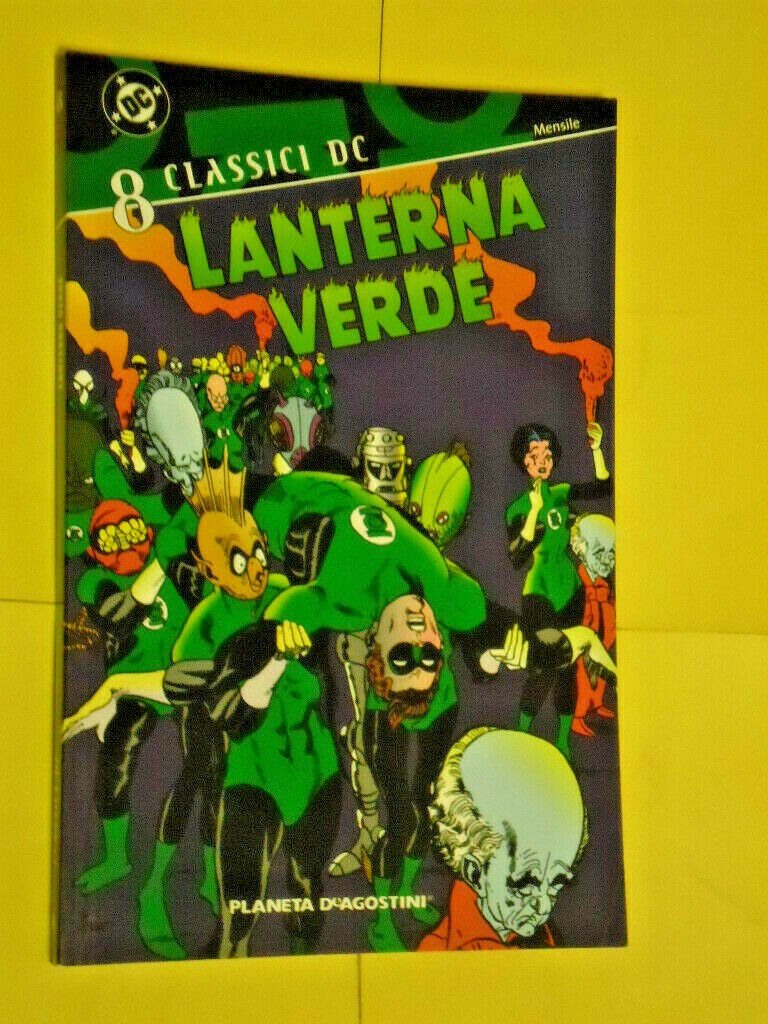 DC
Mensile
8 CLASSICI DC
LANTERNA
VERDE
PLANETA DEAGOSTINI